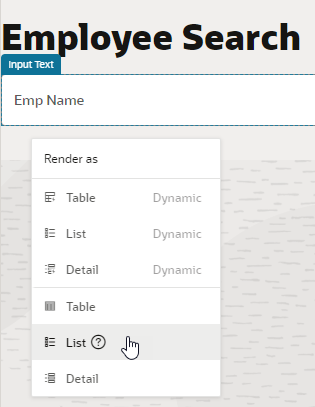 Employee Search
Input Text
Emp Name
Render as
Table Dynamic
List Dynamic
Detail Dynamic
Table
List ?
Detail